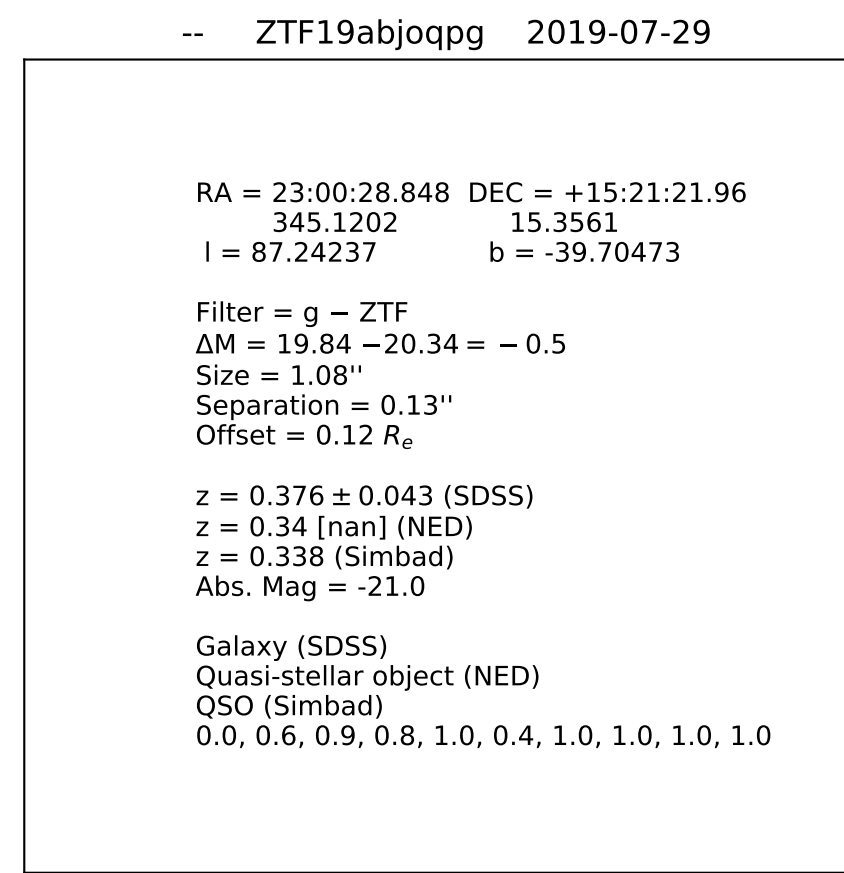 -- ZTF19abjoqpg 2019-07-29
RA = 23:00:28.848 DEC = +15:21:21.96
345.1202 15.3561
l = 87.24237 b = -39.70473
Filter = g − ZTF
ΔM = 19.84 −20.34 = − 0.5
Size = 1.08''
Separation = 0.13''
Offset = 0.12 Rₑ
z = 0.376 ± 0.043 (SDSS)
z = 0.34 [nan] (NED)
z = 0.338 (Simbad)
Abs. Mag = -21.0
Galaxy (SDSS)
Quasi-stellar object (NED)
QSO (Simbad)
0.0, 0.6, 0.9, 0.8, 1.0, 0.4, 1.0, 1.0, 1.0, 1.0